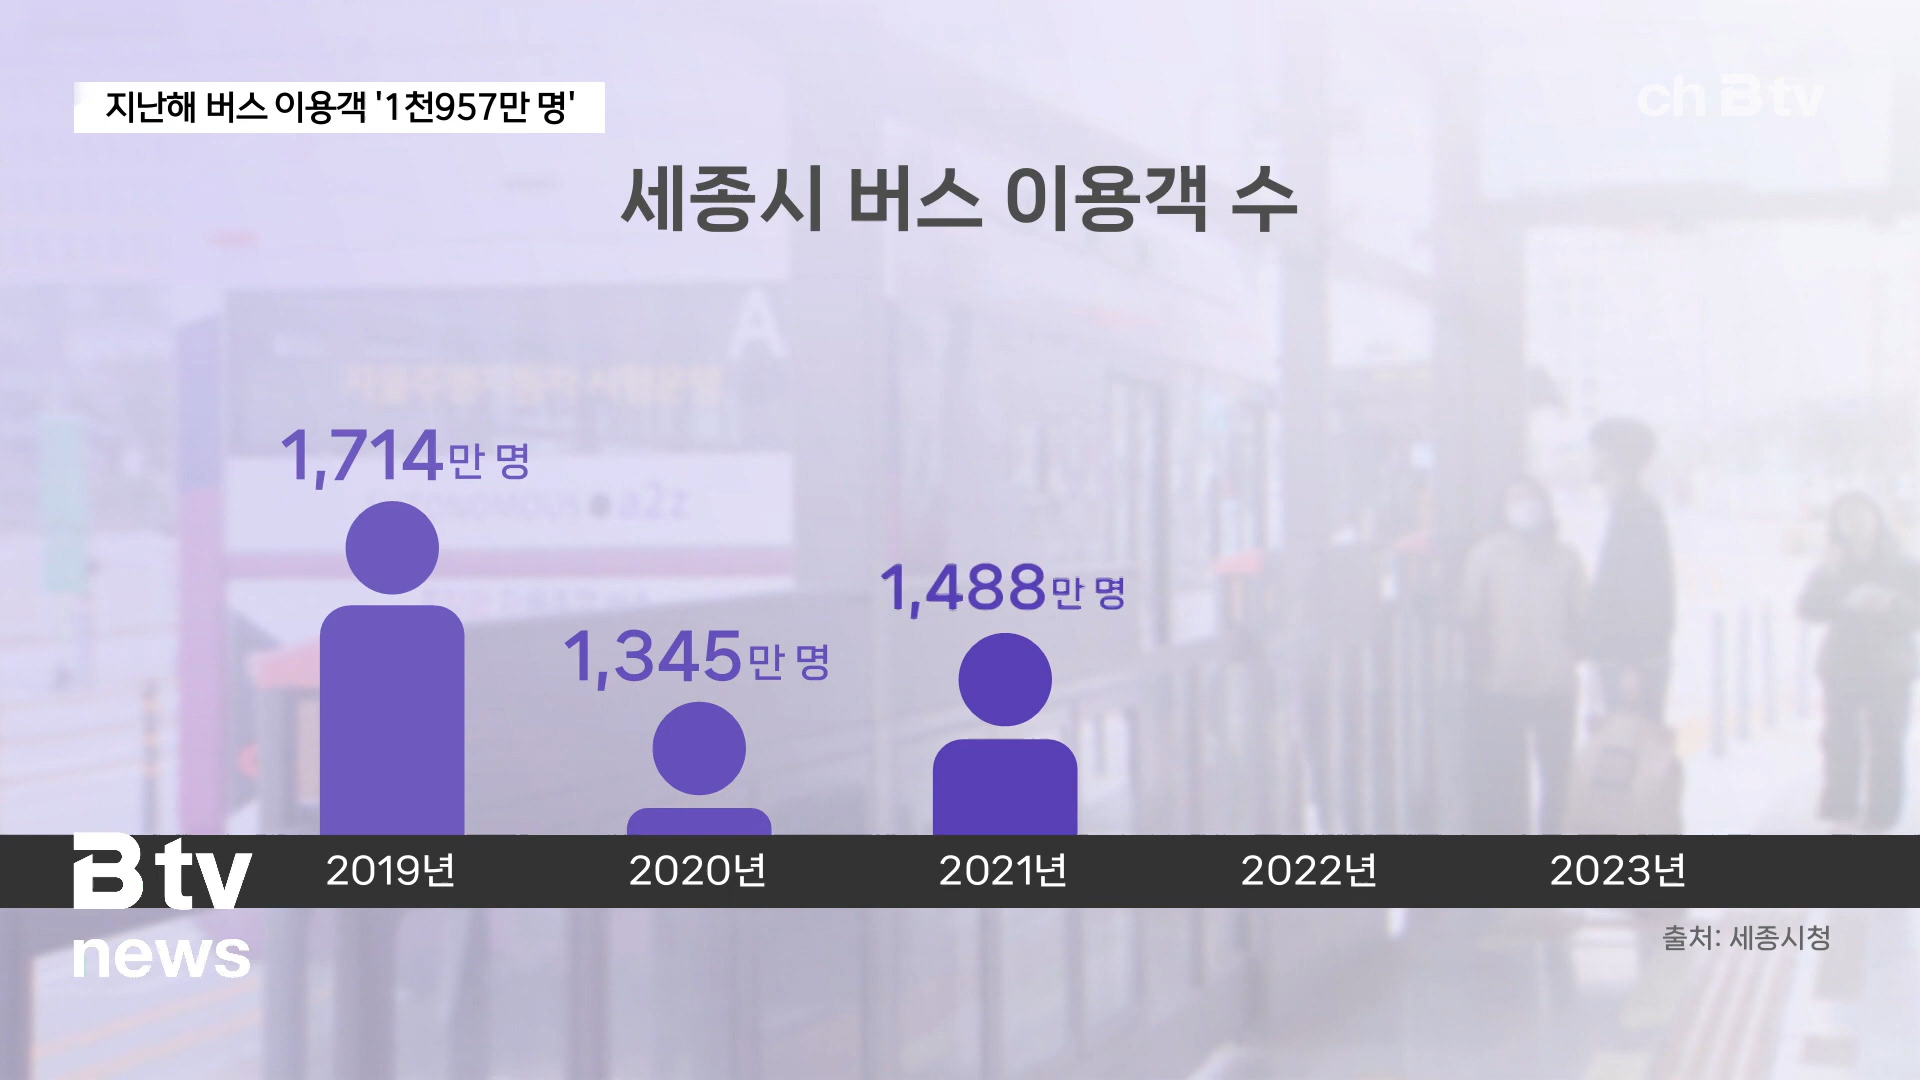 지난해 버스 이용객 '1천957만 명'
ch B tv
세종시 버스 이용객 수
A
a2z
1,714만 명
1,345만 명
1,488만 명
2019년
2020년
2021년
2022년
2023년
B tv
news
출처: 세종시청